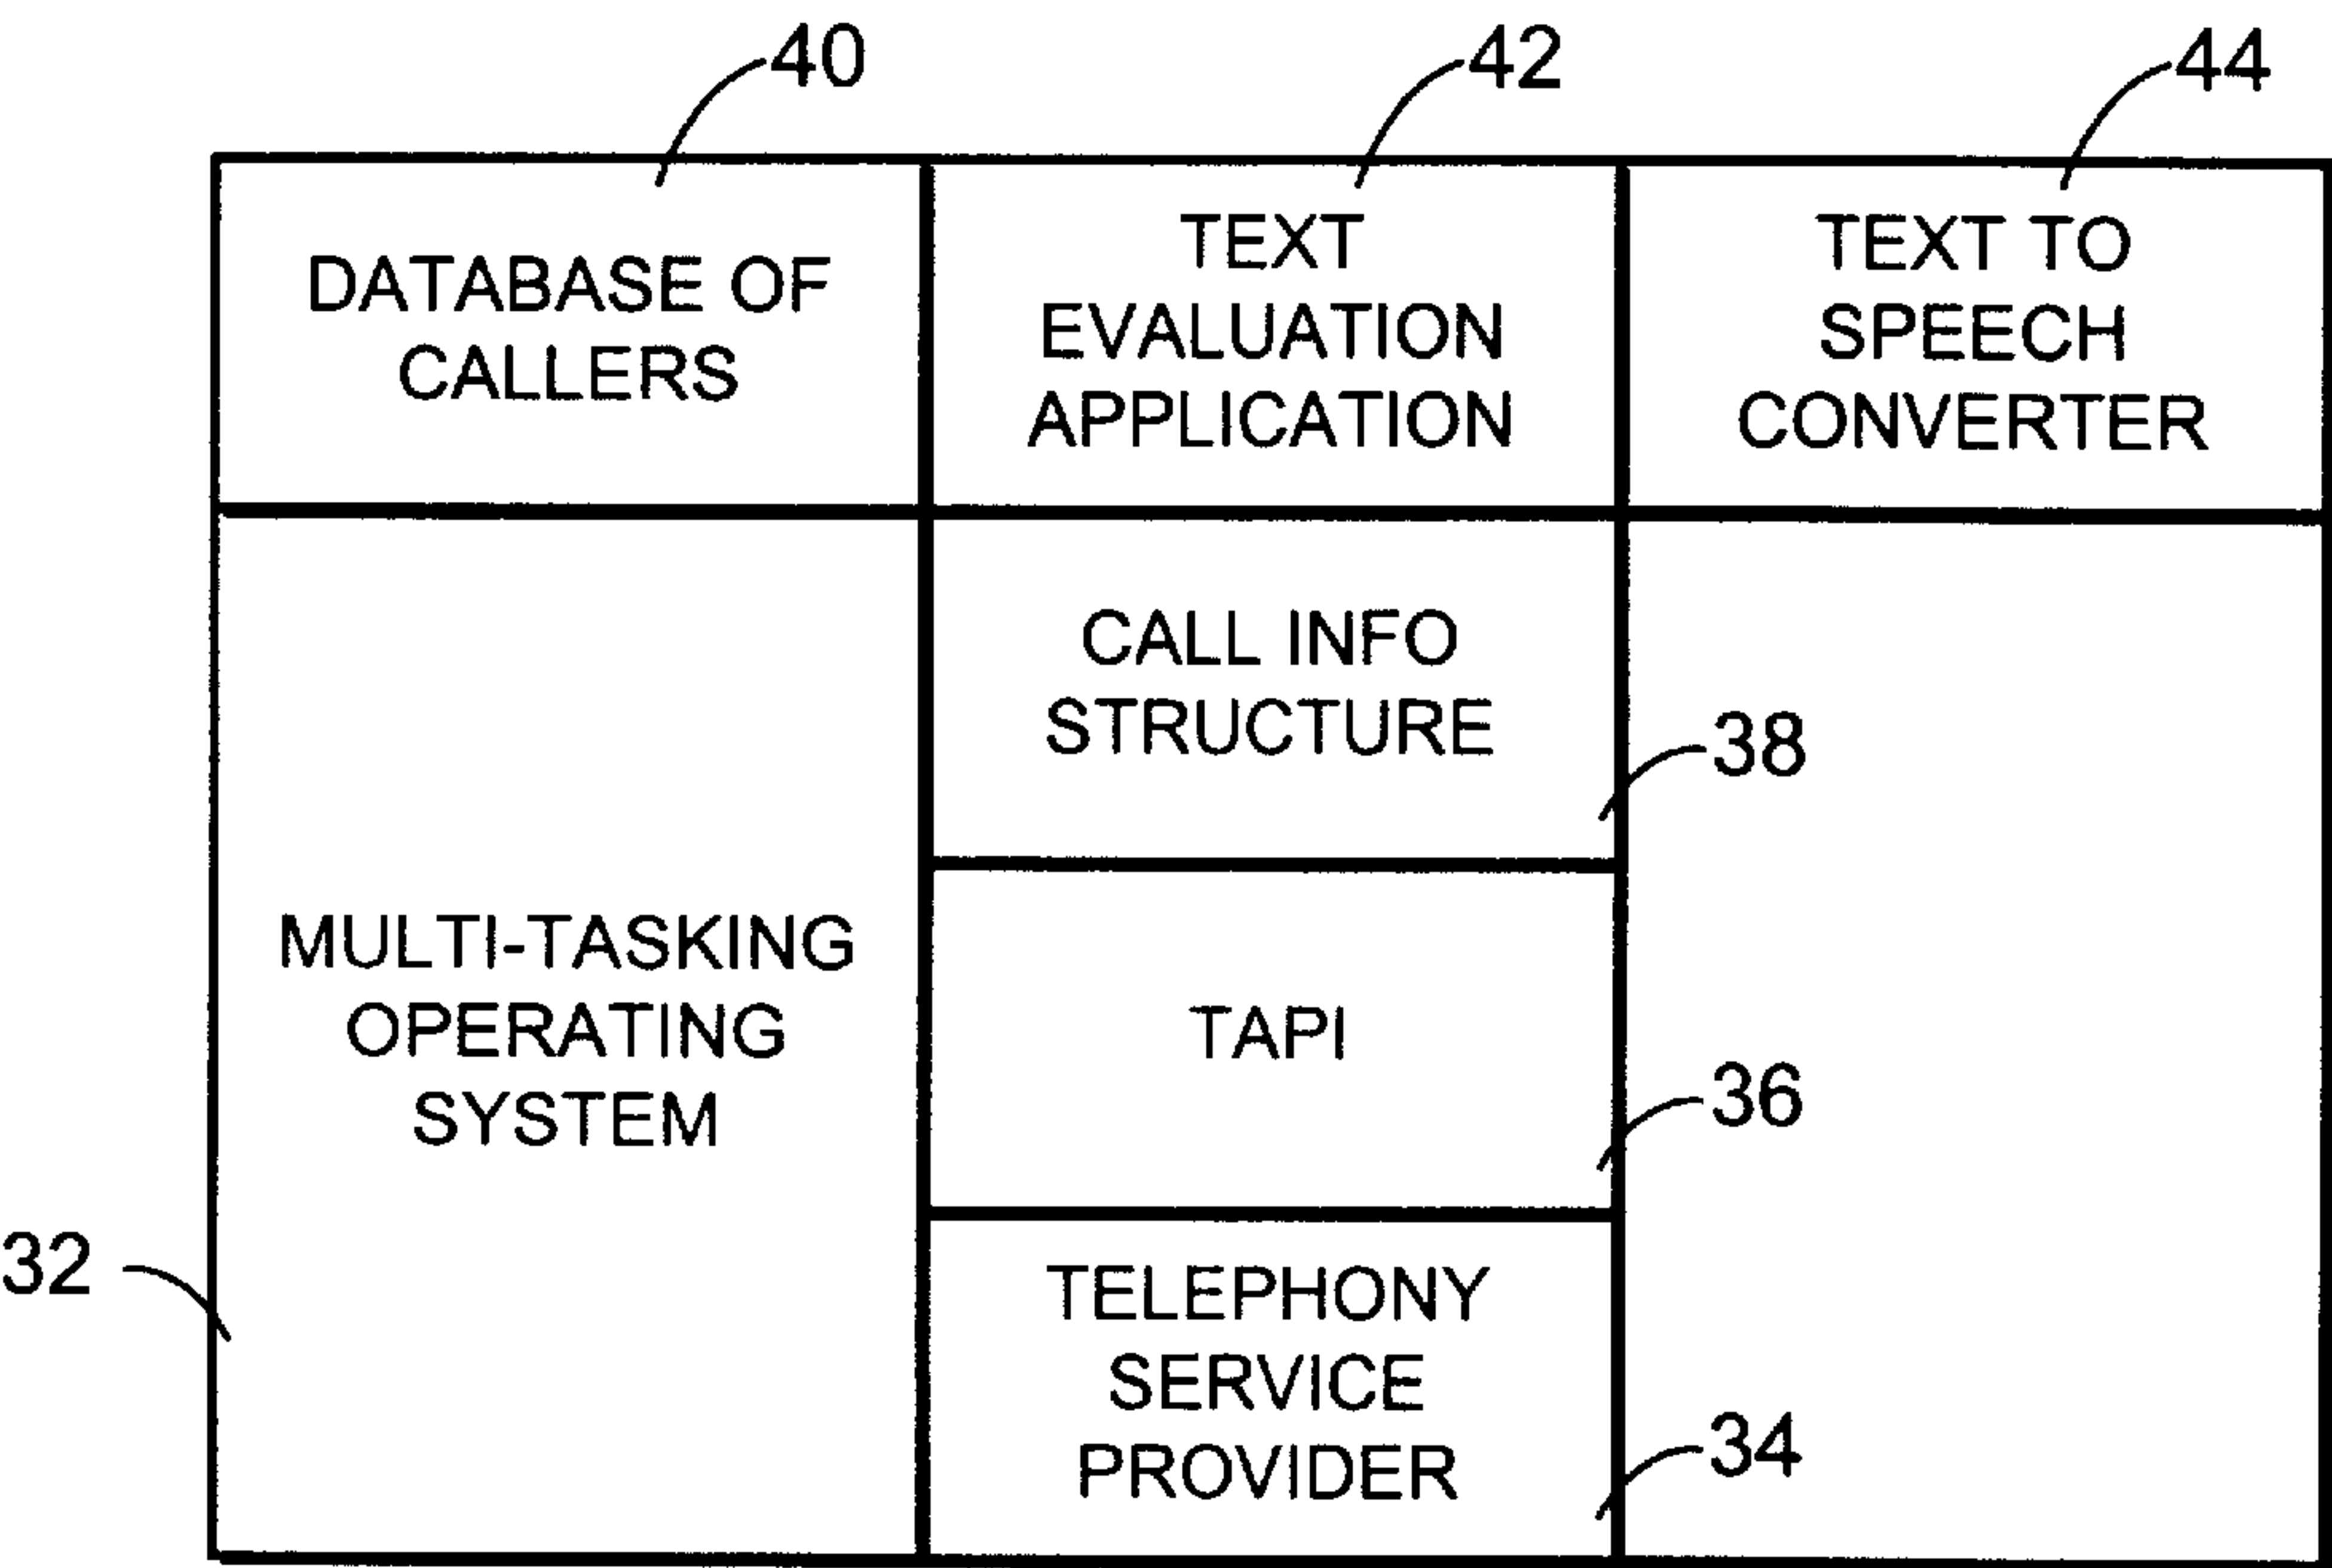 40
42
44
DATABASE OF
CALLERS
TEXT
EVALUATION
APPLICATION
TEXT TO
SPEECH
CONVERTER
MULTI-TASKING
OPERATING
SYSTEM
32
CALL INFO
STRUCTURE
38
TAPI
36
TELEPHONY
SERVICE
PROVIDER
34